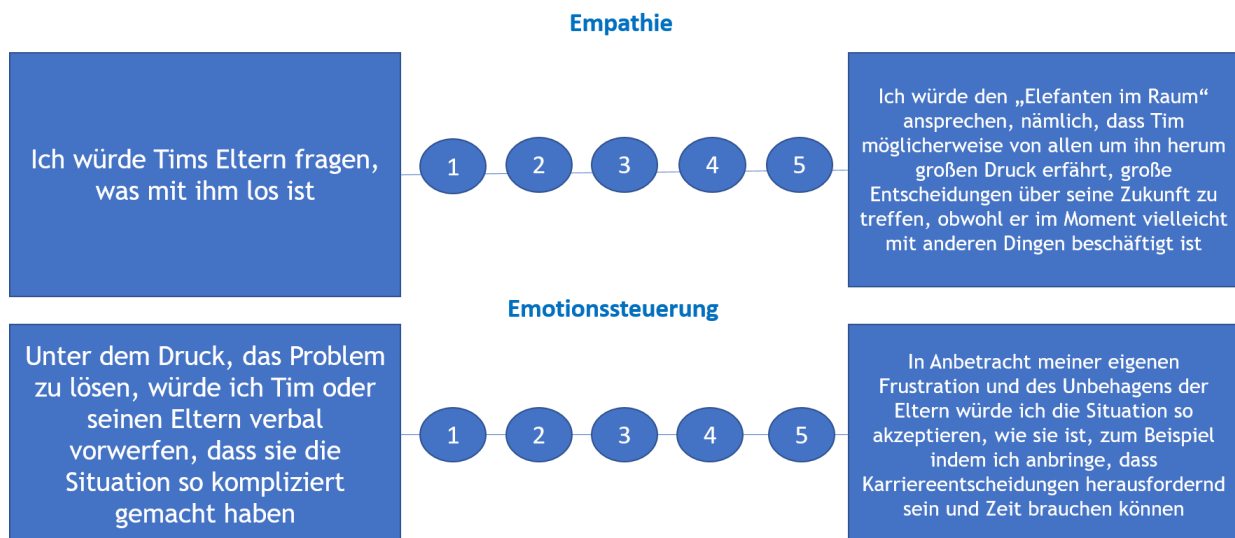 Empathie
Ich würde Tims Eltern fragen,
was mit ihm los ist
1
2
3
4
5
Ich würde den „Elefanten im Raum“
ansprechen, nämlich, dass Tim
möglicherweise von allen um ihn herum
großen Druck erfährt, große
Entscheidungen über seine Zukunft zu
treffen, obwohl er im Moment vielleicht
mit anderen Dingen beschäftigt ist
Emotionssteuerung
Unter dem Druck, das Problem
zu lösen, würde ich Tim oder
seinen Eltern verbal
vorwerfen, dass sie die
Situation so kompliziert
gemacht haben
1
2
3
4
5
In Anbetracht meiner eigenen
Frustration und des Unbehagens der
Eltern würde ich die Situation so
akzeptieren, wie sie ist, zum Beispiel
indem ich anbringe, dass
Karriereentscheidungen herausfordernd
sein und Zeit brauchen können